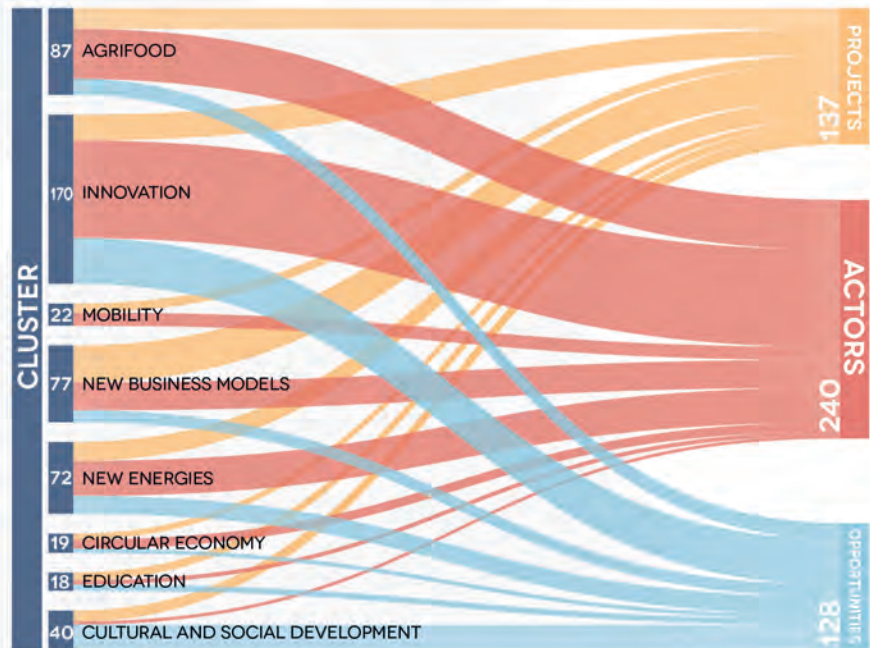 CLUSTER
87 AGRIFOOD
170 INNOVATION
22 MOBILITY
77 NEW BUSINESS MODELS
72 NEW ENERGIES
19 CIRCULAR ECONOMY
18 EDUCATION
40 CULTURAL AND SOCIAL DEVELOPMENT
PROJECTS
137
ACTORS
240
OPPORTUNITIES
128